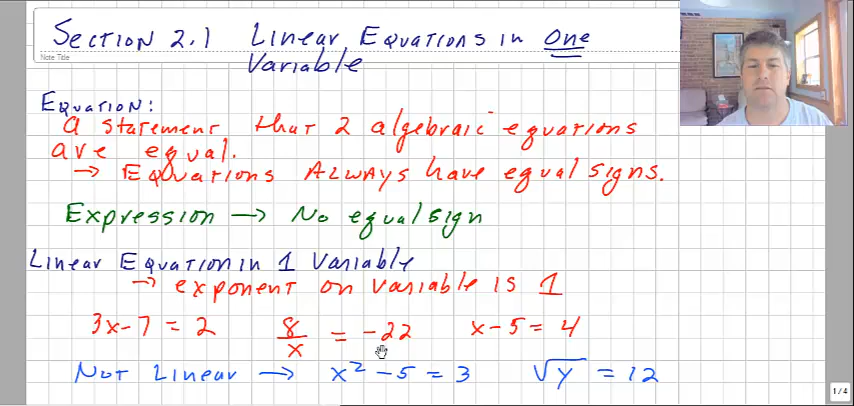 Section 2.1 Linear Equations in One
Variable
Note Title
Equation:
A statement that 2 algebraic equations
are equal.
→ Equations ALWAYS have equal signs.
Expression → No equal sign
Linear Equation in 1 Variable
→ exponent on variable is 1
3x-7=2 8/x = -22 x-5=4
Not Linear → x²-5=3 √y = 12
1/4